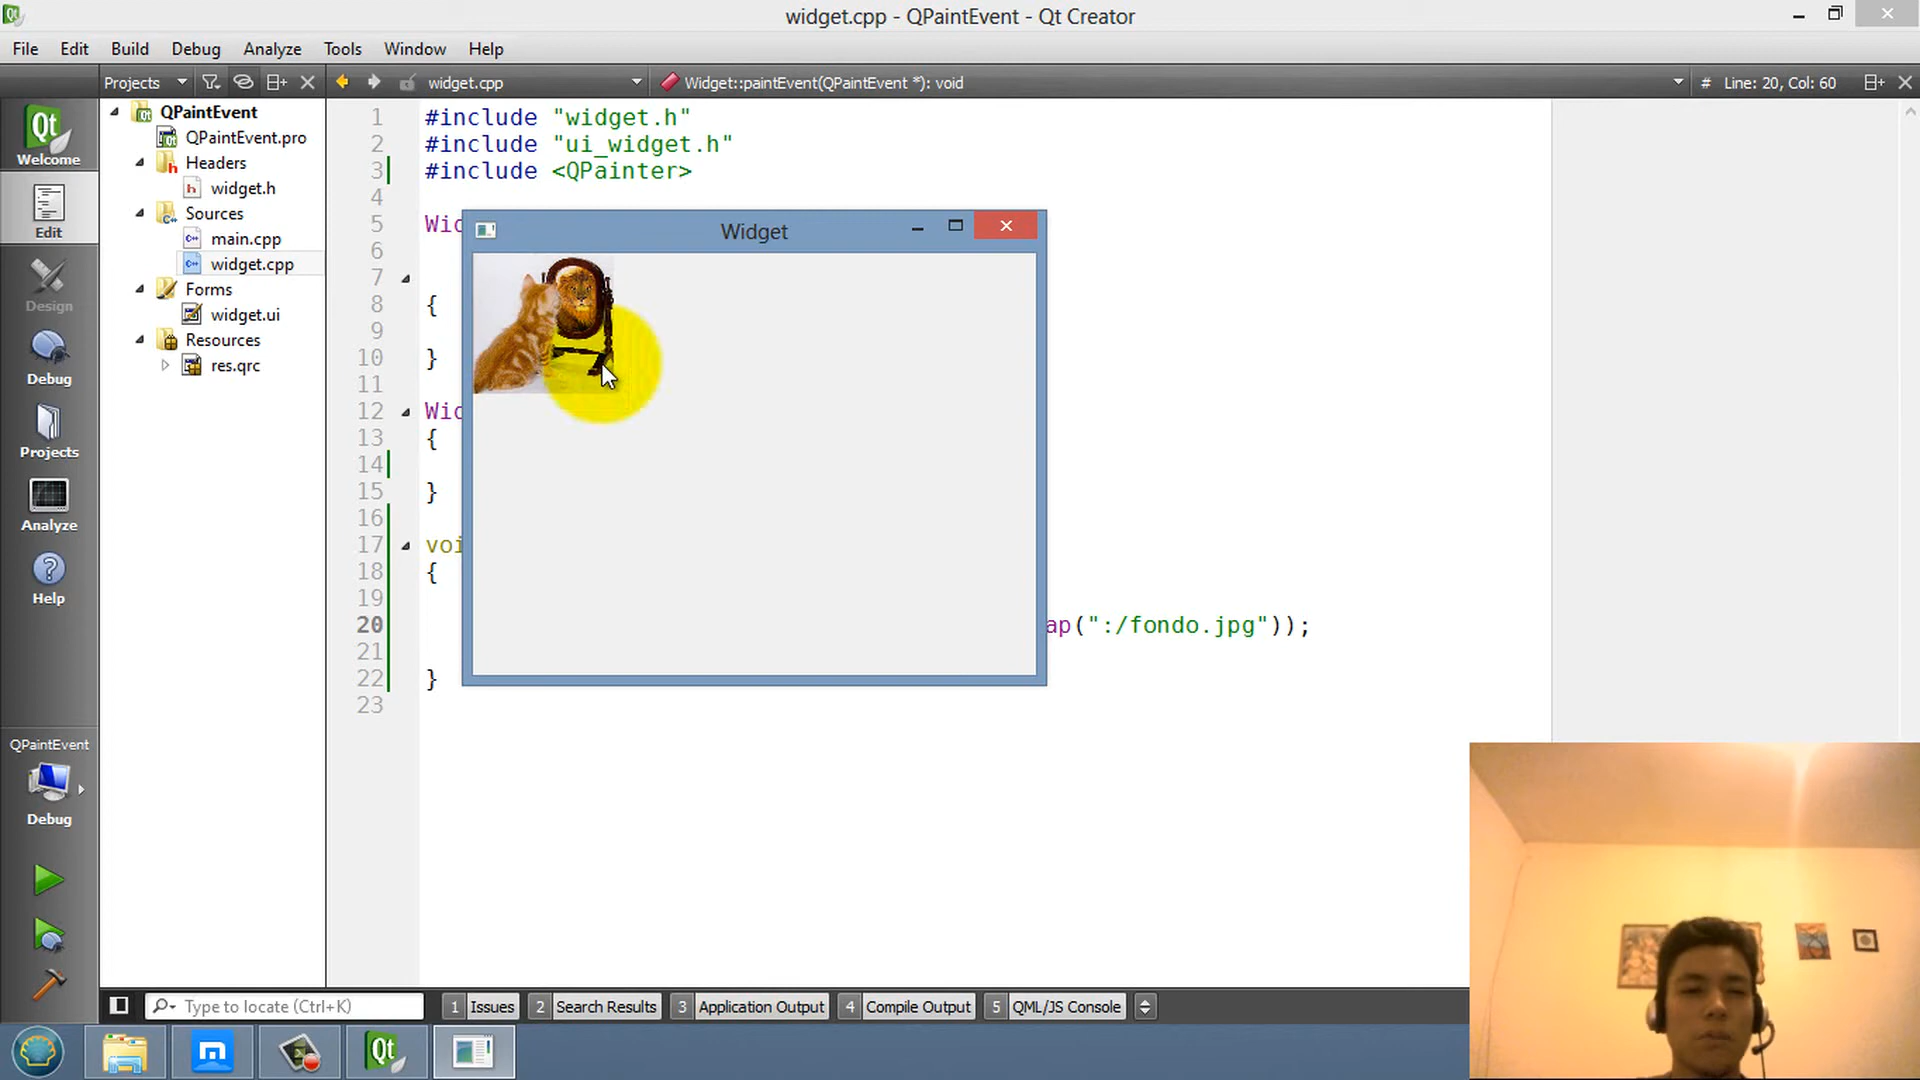 widget.cpp - QPaintEvent - Qt Creator
File Edit Build Debug Analyze Tools Window Help
Projects widget.cpp Widget::paintEvent(QPaintEvent *): void # Line: 20, Col: 60
Qt
Welcome
Edit
Design
Debug
Projects
Analyze
Help
QPaintEvent
QPaintEvent.pro
Headers
widget.h
Sources
main.cpp
widget.cpp
Forms
widget.ui
Resources
res.qrc
1 #include "widget.h"
2 #include "ui_widget.h"
3 #include <QPainter>
4
5 Wid
6
7
8 {
9
10 }
11
12 Wid
13 {
14
15 }
16
17 voi
18 {
19
20 ap(":/fondo.jpg"));
21
22 }
23
Widget
QPaintEvent
Debug
Type to locate (Ctrl+K) 1 Issues 2 Search Results 3 Application Output 4 Compile Output 5 QML/JS Console
Qt